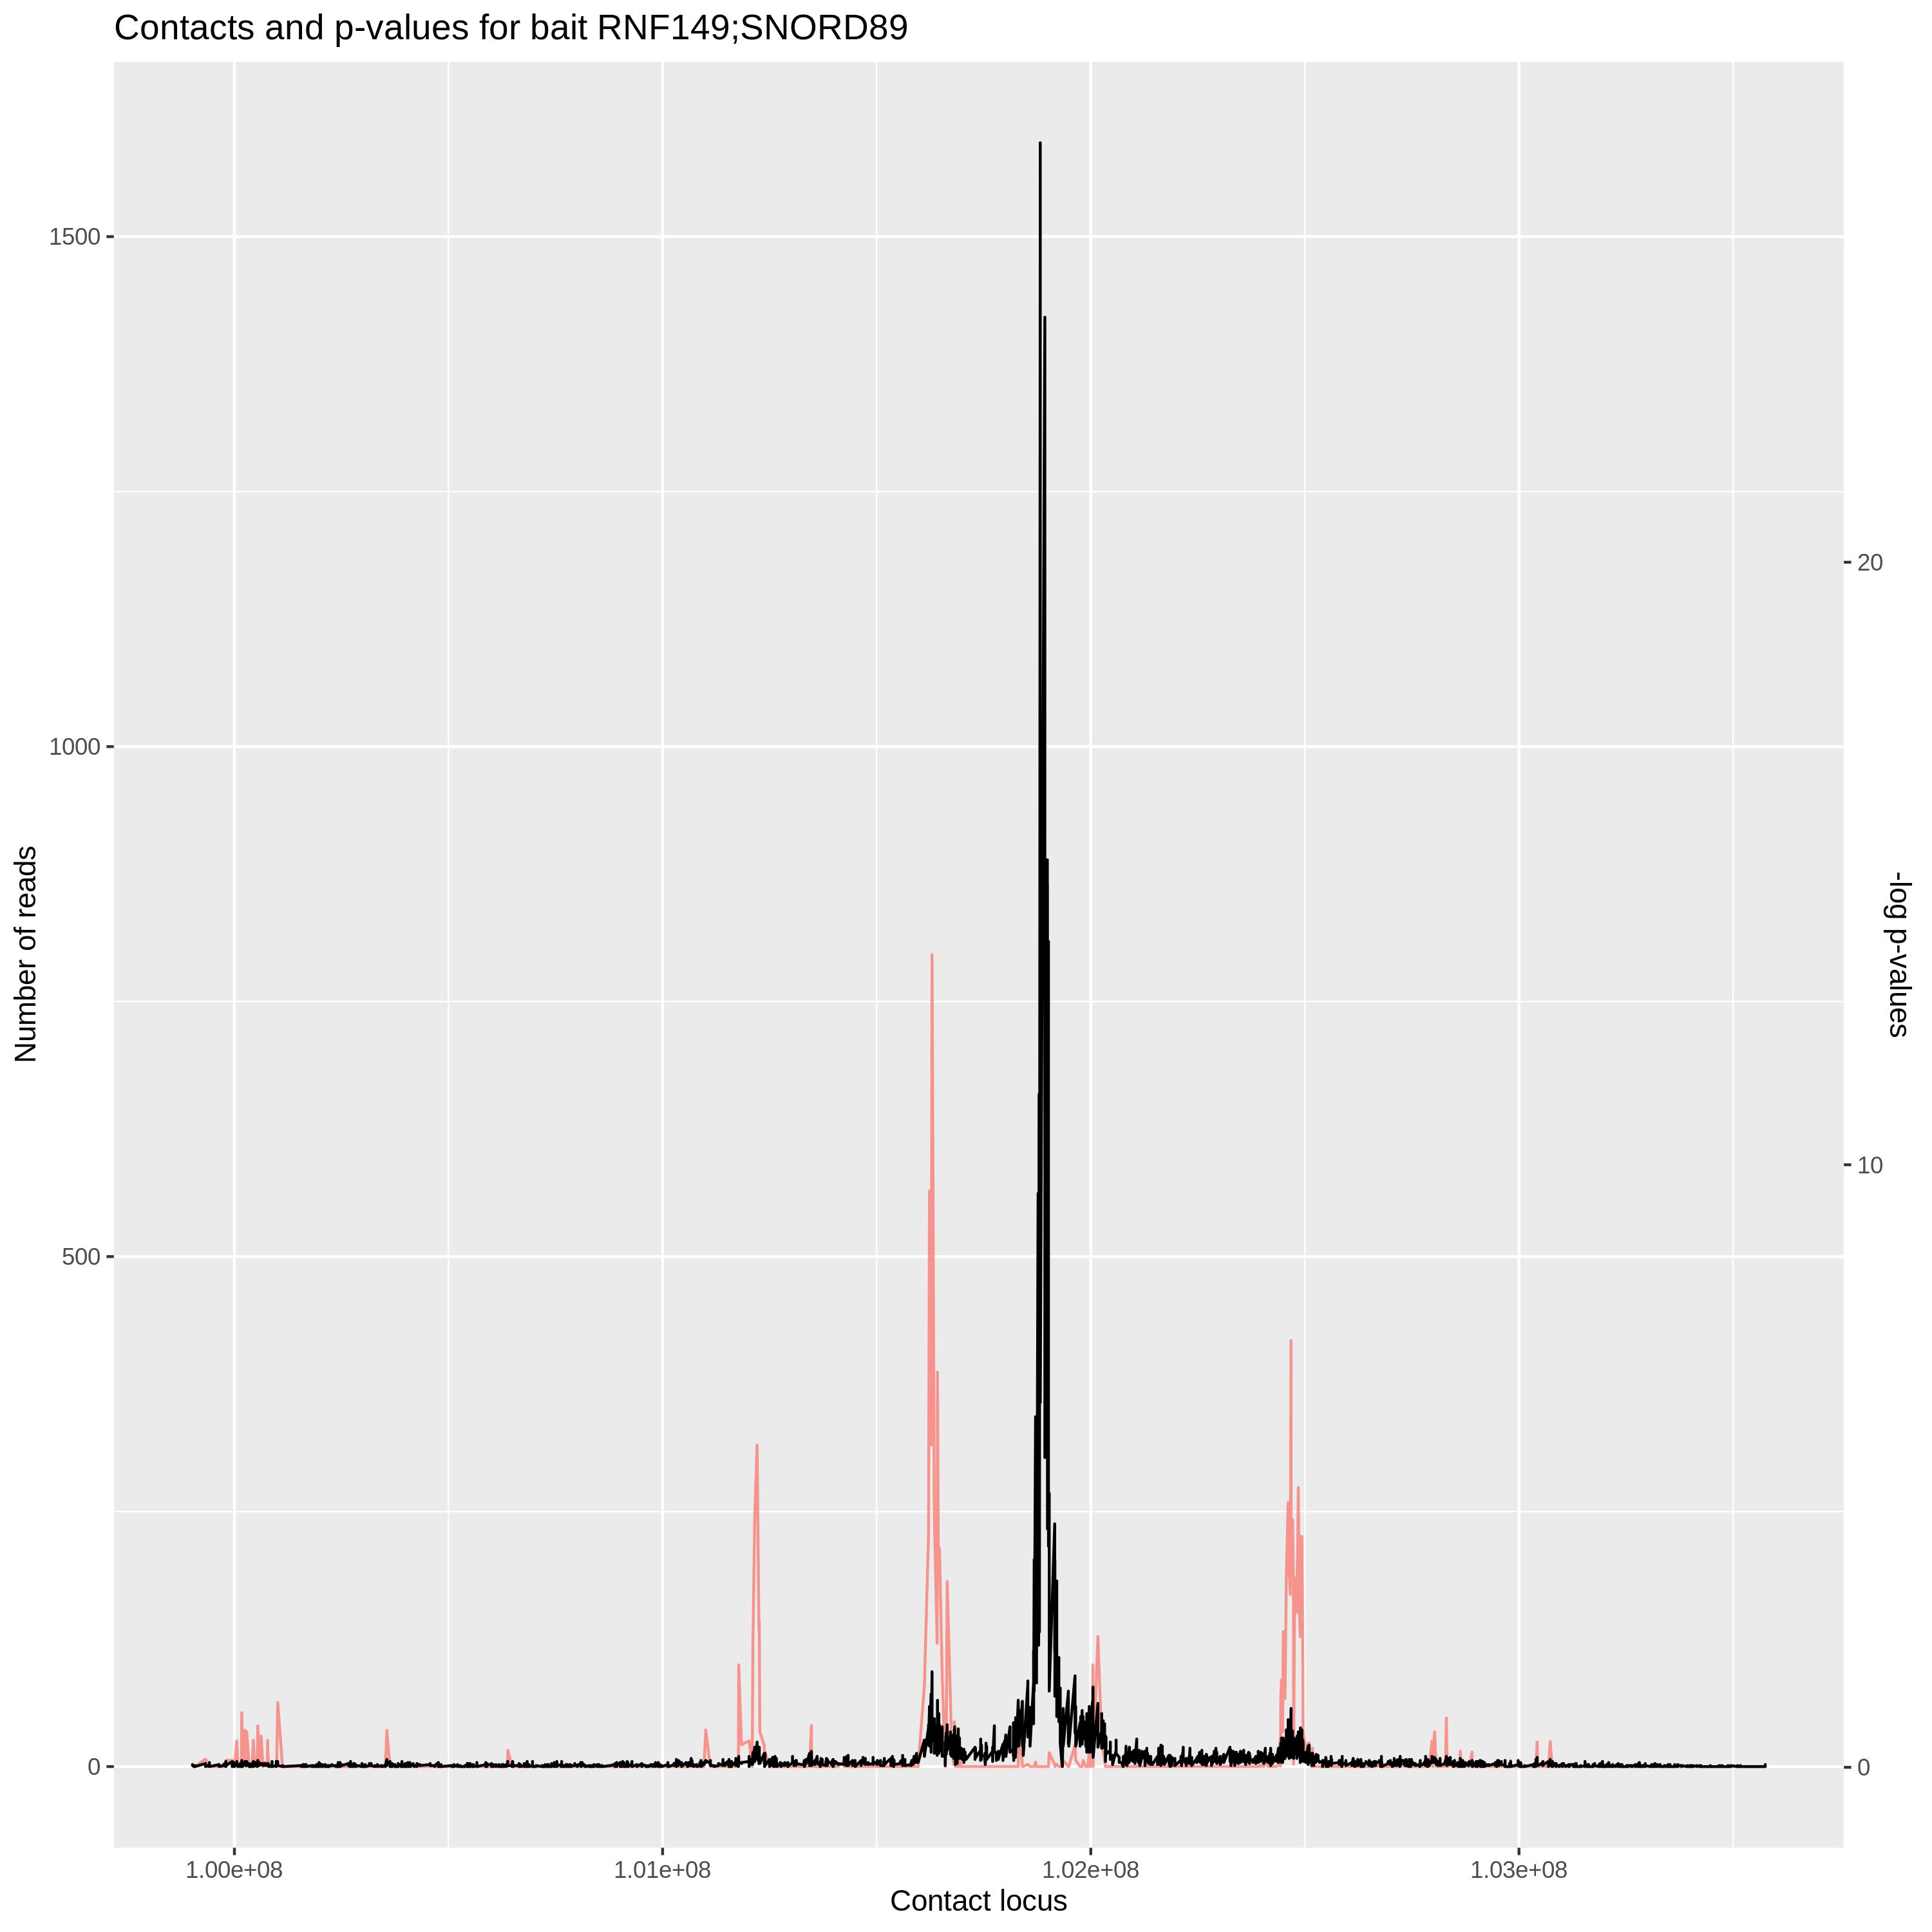 Contacts and p-values for bait RNF149;SNORD89
1500
1000
500
0
Number of reads
20
10
0
-log p-values
1.00e+08
1.01e+08
1.02e+08
1.03e+08
Contact locus